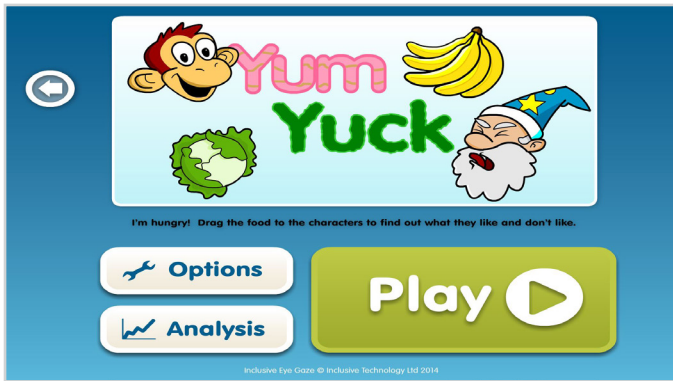 Yum
Yuck
I'm hungry!  Drag the food to the characters to find out what they like and don't like.
Options
Analysis
Play
Inclusive Eye Gaze © Inclusive Technology Ltd 2014